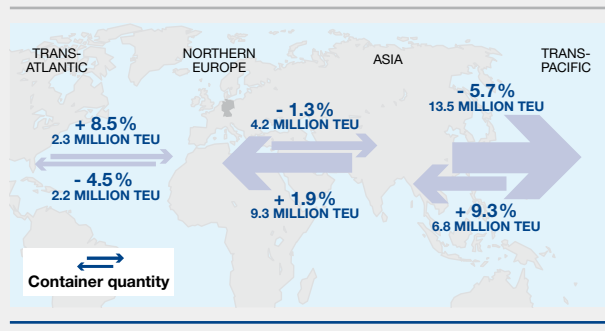 TRANS-
ATLANTIC
NORTHERN
EUROPE
ASIA
TRANS-
PACIFIC
+ 8.5 %
2.3 MILLION TEU
- 4.5 %
2.2 MILLION TEU
- 1.3 %
4.2 MILLION TEU
+ 1.9 %
9.3 MILLION TEU
- 5.7 %
13.5 MILLION TEU
+ 9.3 %
6.8 MILLION TEU
Container quantity